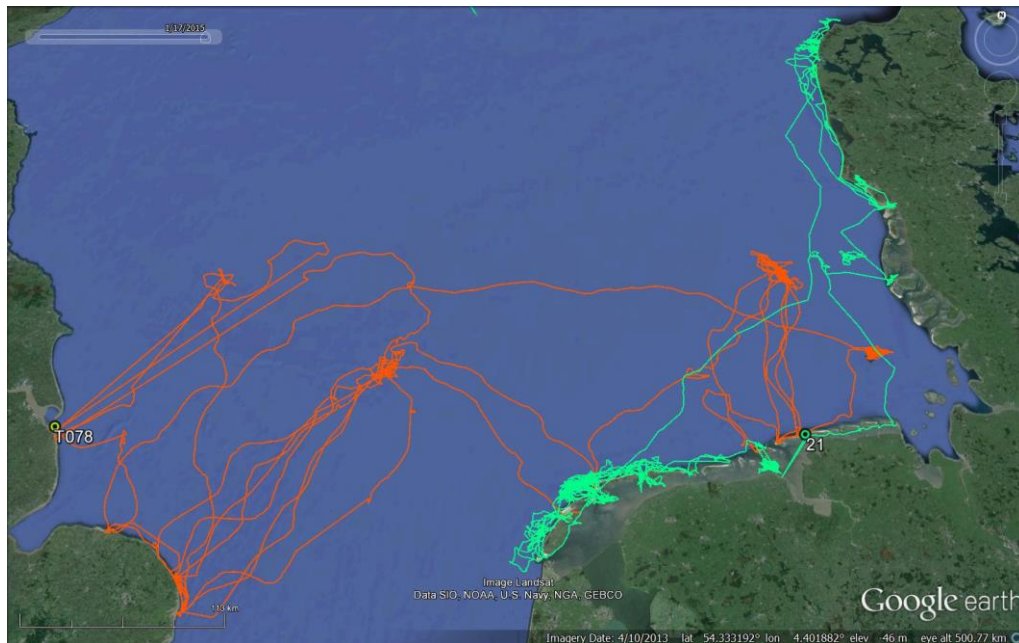 1/17/2015
N
T078
21
113 km
Image Landsat
Data SIO, NOAA, U.S. Navy, NGA, GEBCO
Google earth
Imagery Date: 4/10/2013 lat 54.333192° lon 4.401882° elev -46 m eye alt 500.77 km